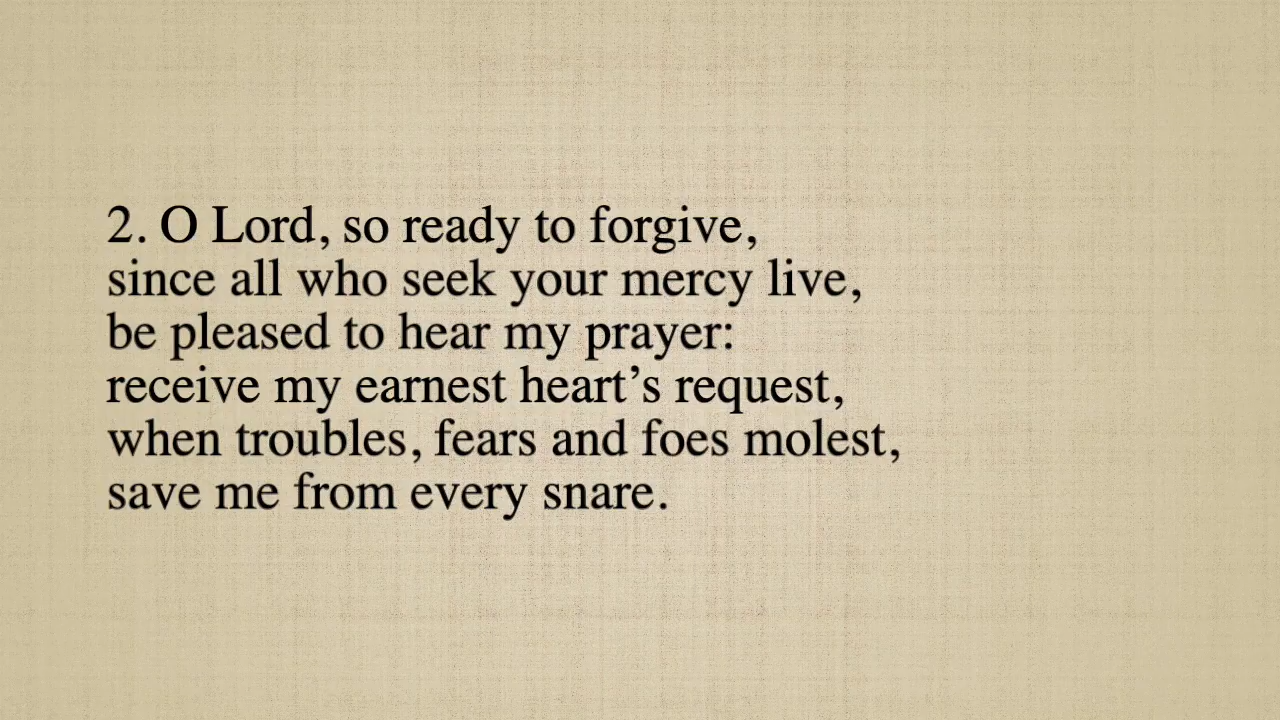 2. O Lord, so ready to forgive,
since all who seek your mercy live,
be pleased to hear my prayer:
receive my earnest heart’s request,
when troubles, fears and foes molest,
save me from every snare.